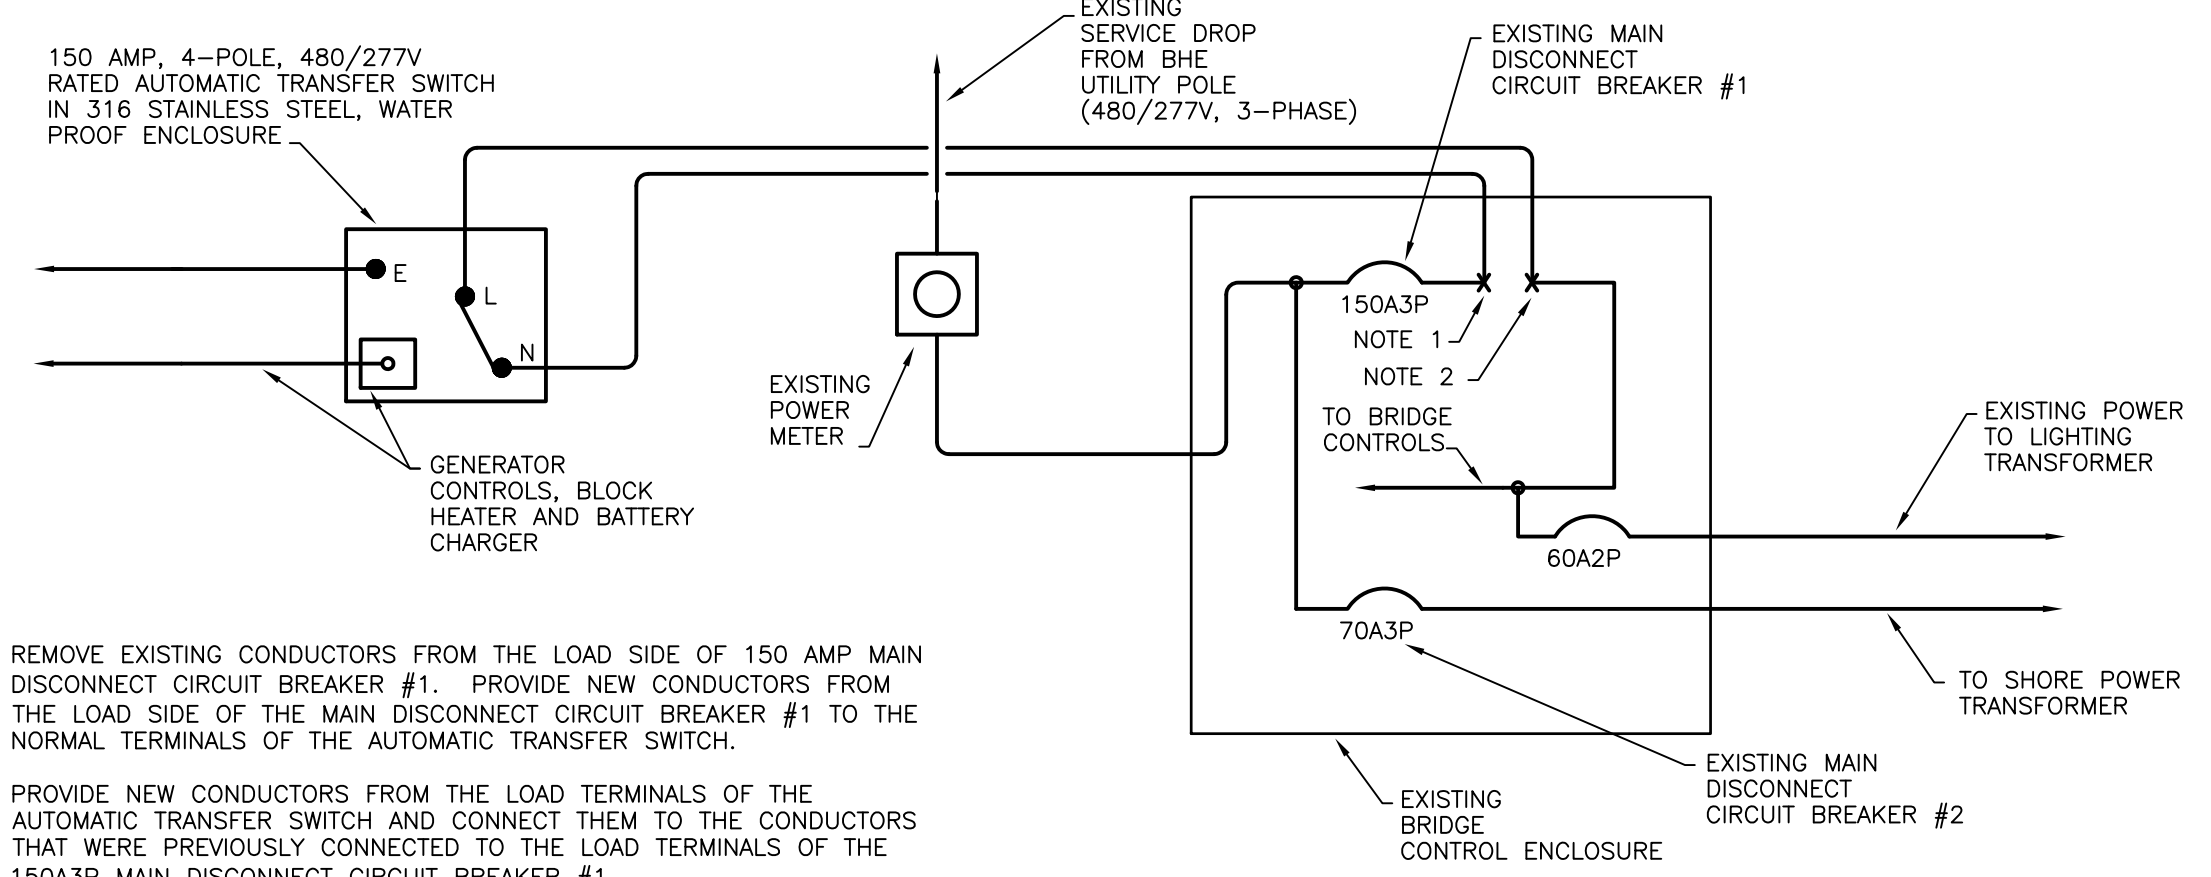 150 AMP, 4-POLE, 480/277V
RATED AUTOMATIC TRANSFER SWITCH
IN 316 STAINLESS STEEL, WATER
PROOF ENCLOSURE
EXISTING
SERVICE DROP
FROM BHE
UTILITY POLE
(480/277V, 3-PHASE)
EXISTING MAIN
DISCONNECT
CIRCUIT BREAKER #1
E
L
N
150A3P
NOTE 1
NOTE 2
TO BRIDGE
CONTROLS
EXISTING
POWER
METER
EXISTING POWER
TO LIGHTING
TRANSFORMER
GENERATOR
CONTROLS, BLOCK
HEATER AND BATTERY
CHARGER
60A2P
70A3P
TO SHORE POWER
TRANSFORMER
EXISTING MAIN
DISCONNECT
CIRCUIT BREAKER #2
EXISTING
BRIDGE
CONTROL ENCLOSURE
REMOVE EXISTING CONDUCTORS FROM THE LOAD SIDE OF 150 AMP MAIN
DISCONNECT CIRCUIT BREAKER #1. PROVIDE NEW CONDUCTORS FROM
THE LOAD SIDE OF THE MAIN DISCONNECT CIRCUIT BREAKER #1 TO THE
NORMAL TERMINALS OF THE AUTOMATIC TRANSFER SWITCH.
PROVIDE NEW CONDUCTORS FROM THE LOAD TERMINALS OF THE
AUTOMATIC TRANSFER SWITCH AND CONNECT THEM TO THE CONDUCTORS
THAT WERE PREVIOUSLY CONNECTED TO THE LOAD TERMINALS OF THE
150A3P MAIN DISCONNECT CIRCUIT BREAKER #1